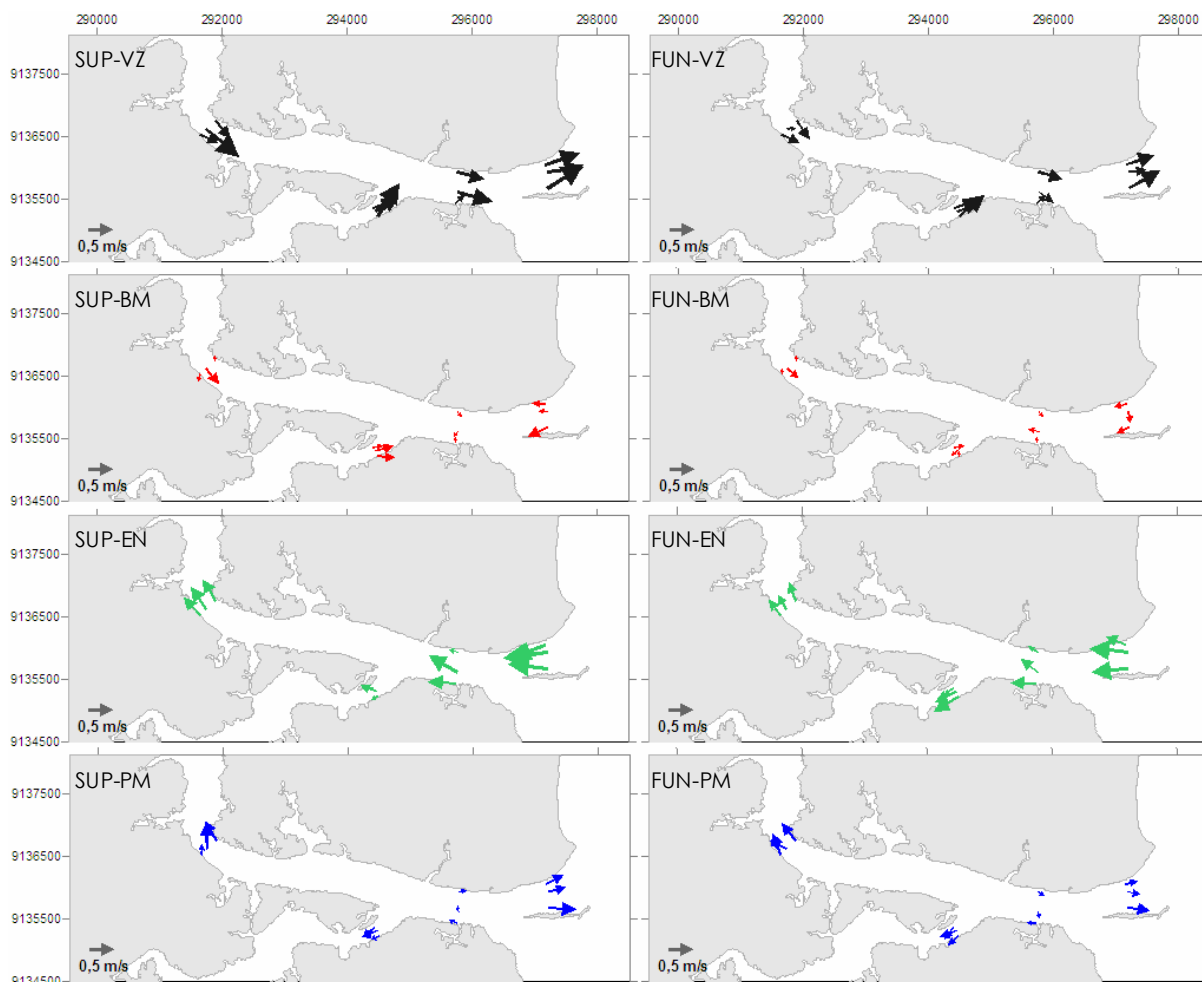 290000 292000 294000 296000 298000 290000 292000 294000 296000 298000
SUP-VZ FUN-VZ
9137500
9136500
9135500
0,5 m/s 0,5 m/s
9134500
SUP-BM FUN-BM
9137500
9136500
9135500
0,5 m/s 0,5 m/s
9134500
SUP-EN FUN-EN
9137500
9136500
9135500
0,5 m/s 0,5 m/s
9134500
SUP-PM FUN-PM
9137500
9136500
9135500
0,5 m/s 0,5 m/s
9134500